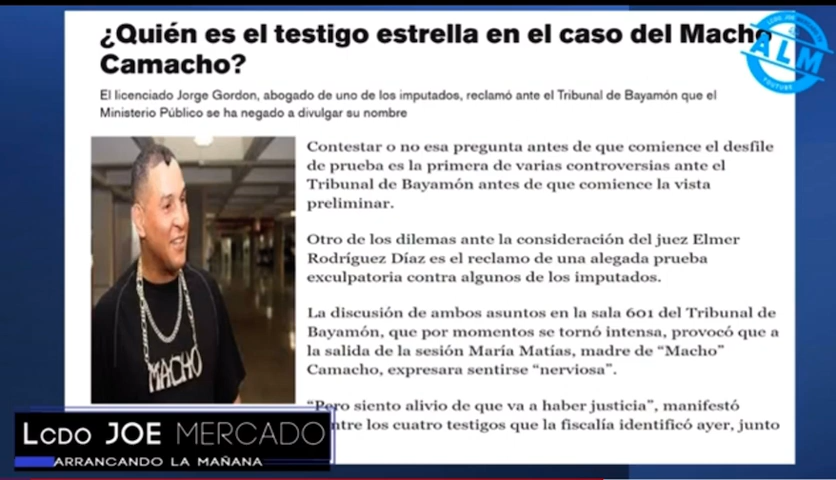 ¿Quién es el testigo estrella en el caso del Macho
Camacho?
El licenciado Jorge Gordon, abogado de uno de los imputados, reclamó ante el Tribunal de Bayamón que el
Ministerio Público se ha negado a divulgar su nombre
Contestar o no esa pregunta antes de que comience el desfile
de prueba es la primera de varias controversias ante el
Tribunal de Bayamón antes de que comience la vista
preliminar.
Otro de los dilemas ante la consideración del juez Elmer
Rodríguez Díaz es el reclamo de una alegada prueba
exculpatoria contra algunos de los imputados.
La discusión de ambos asuntos en la sala 601 del Tribunal de
Bayamón, que por momentos se tornó intensa, provocó que a
la salida de la sesión María Matías, madre de “Macho”
Camacho, expresara sentirse “nerviosa”.
“Pero siento alivio de que va a haber justicia”, manifestó
ntre los cuatro testigos que la fiscalía identificó ayer, junto
MACHO
ALM
YOUTUBE
LCDO JOE MERCADO
ARRANCANDO LA MAÑANA